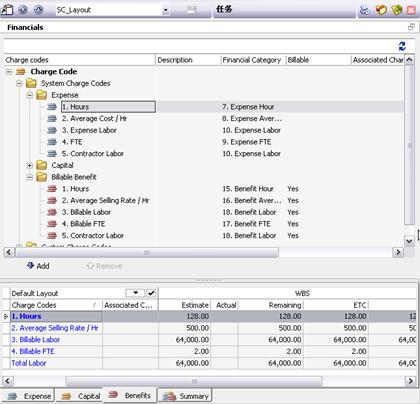 SC_Layout 任务
Financials
Charge codes Description Financial Category Billable Associated Char
Charge Code
System Charge Codes
Expense
1. Hours 7. Expense Hour
2. Average Cost / Hr 8. Expense Aver...
3. Expense Labor 10. Expense Labor
4. FTE 9. Expense FTE
5. Contractor Labor 10. Expense Labor
Capital
Billable Benefit
1. Hours 15. Benefit Hour Yes
2. Average Selling Rate / Hr 16. Benefit Aver... Yes
3. Billable Labor 18. Benefit Labor Yes
4. Billable FTE 17. Benefit FTE Yes
5. Contractor Labor 18. Benefit Labor Yes
Add Remove
Default Layout WBS
Charge Codes / Associated C... Estimate Actual Remaining ETC
1. Hours 128.00 128.00 128.00 12
2. Average Selling Rate / Hr 500.00 500.00 500.00 5
3. Billable Labor 64,000.00 64,000.00 64,000.00 64,0
4. Billable FTE 2.00 2.00 2.00
Total Labor 64,000.00 64,000.00 64,000.00 64,0
Expense Capital Benefits Summary